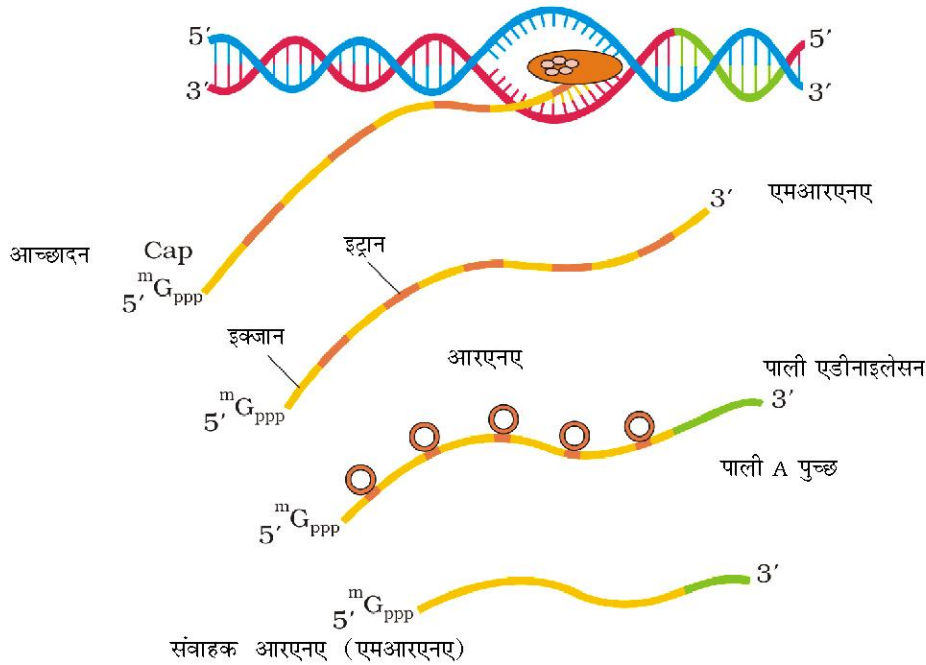 5′ 5′
3′ 3′
3′ एमआरएनए
आच्छादन Cap
5′ mGppp
इट्रान
इक्जान
आरएनए
5′ mGppp
पाली एडीनाइलेसन
3′
पाली A पुच्छ
5′ mGppp
3′
5′ mGppp
संवाहक आरएनए (एमआरएनए)